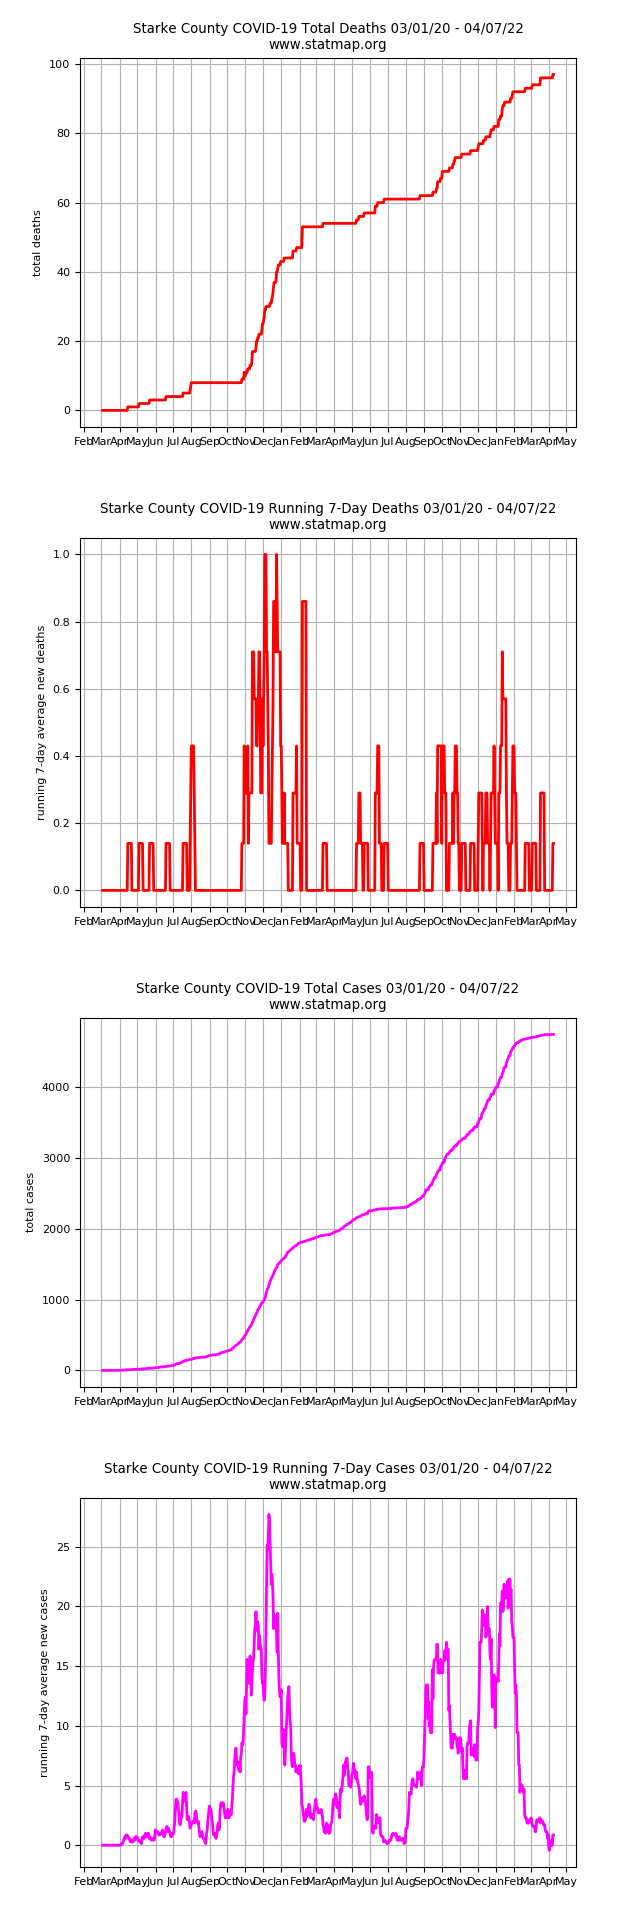 Starke County COVID-19 Total Deaths 03/01/20 - 04/07/22
www.statmap.org
100
80
60
40
20
0
total deaths
Feb Mar Apr May Jun Jul Aug Sep Oct Nov Dec Jan Feb Mar Apr May Jun Jul Aug Sep Oct Nov Dec Jan Feb Mar Apr May
Starke County COVID-19 Running 7-Day Deaths 03/01/20 - 04/07/22
www.statmap.org
1.0
0.8
0.6
0.4
0.2
0.0
running 7-day average new deaths
Feb Mar Apr May Jun Jul Aug Sep Oct Nov Dec Jan Feb Mar Apr May Jun Jul Aug Sep Oct Nov Dec Jan Feb Mar Apr May
Starke County COVID-19 Total Cases 03/01/20 - 04/07/22
www.statmap.org
4000
3000
2000
1000
0
total cases
Feb Mar Apr May Jun Jul Aug Sep Oct Nov Dec Jan Feb Mar Apr May Jun Jul Aug Sep Oct Nov Dec Jan Feb Mar Apr May
Starke County COVID-19 Running 7-Day Cases 03/01/20 - 04/07/22
www.statmap.org
25
20
15
10
5
0
running 7-day average new cases
Feb Mar Apr May Jun Jul Aug Sep Oct Nov Dec Jan Feb Mar Apr May Jun Jul Aug Sep Oct Nov Dec Jan Feb Mar Apr May